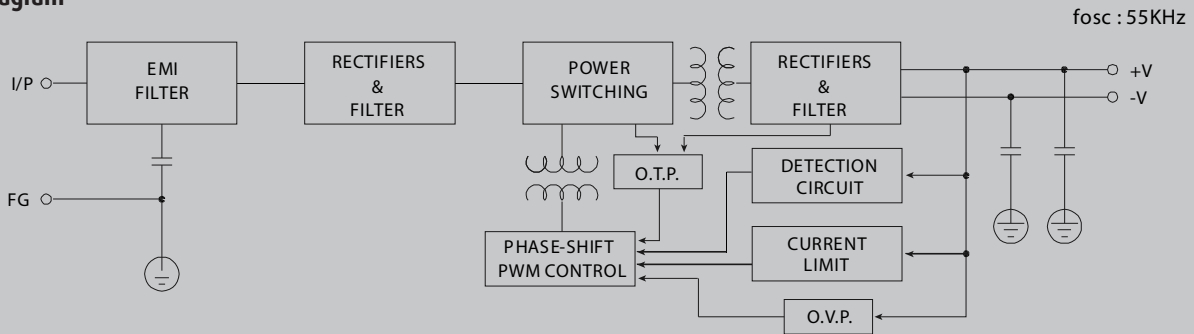 fosc : 55KHz
I/P
EMI
FILTER
RECTIFIERS
&
FILTER
POWER
SWITCHING
RECTIFIERS
&
FILTER
+V
-V
O.T.P.
DETECTION
CIRCUIT
FG
PHASE-SHIFT
PWM CONTROL
CURRENT
LIMIT
O.V.P.